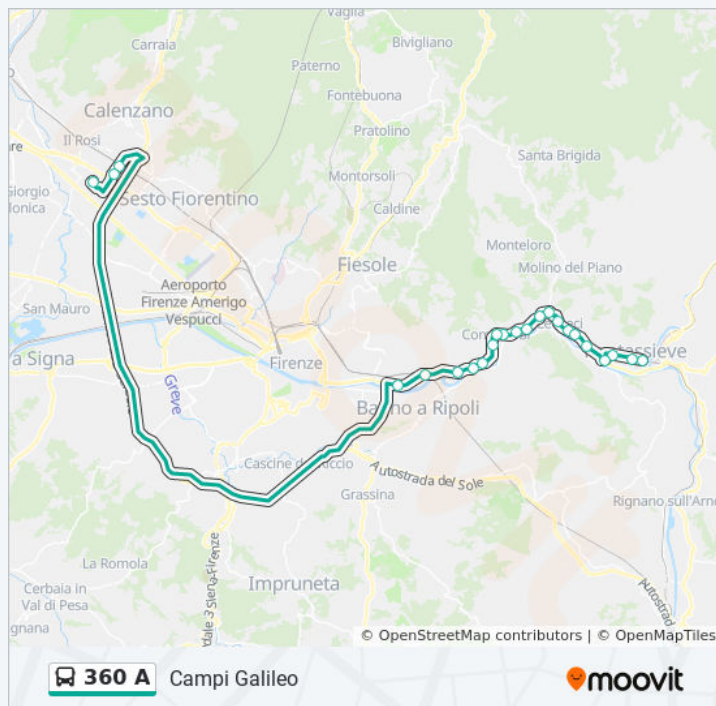 Vaglia
Carraia
Bivigliano
Paterno
Calenzano
Fontebuona
Pratolino
Il Rosi
Santa Brigida
Montorsoli
Giorgio
Sesto Fiorentino
Caldine
Monteloro
Fiesole
Molino del Piano
Aeroporto
Firenze Amerigo
Vespucci
San Mauro
a Signa
Firenze
tassieve
Greve
Bagno a Ripoli
Autostrada del Sole
Grassina
Rignano sull'Arno
La Romola
Impruneta
Cerbaia in
Val di Pesa
© OpenStreetMap contributors | © OpenMapTiles
360 A Campi Galileo
moovit